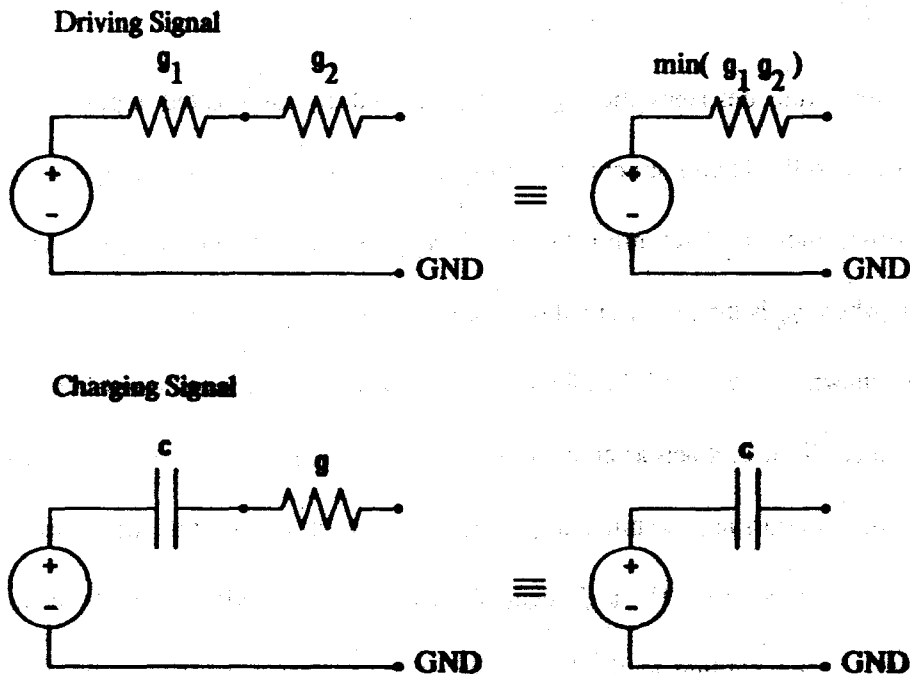 Driving Signal
g1 g2 min( g1 g2 )
+ +
- ≡ -
GND GND
Charging Signal
c g c
+ +
- ≡ -
GND GND